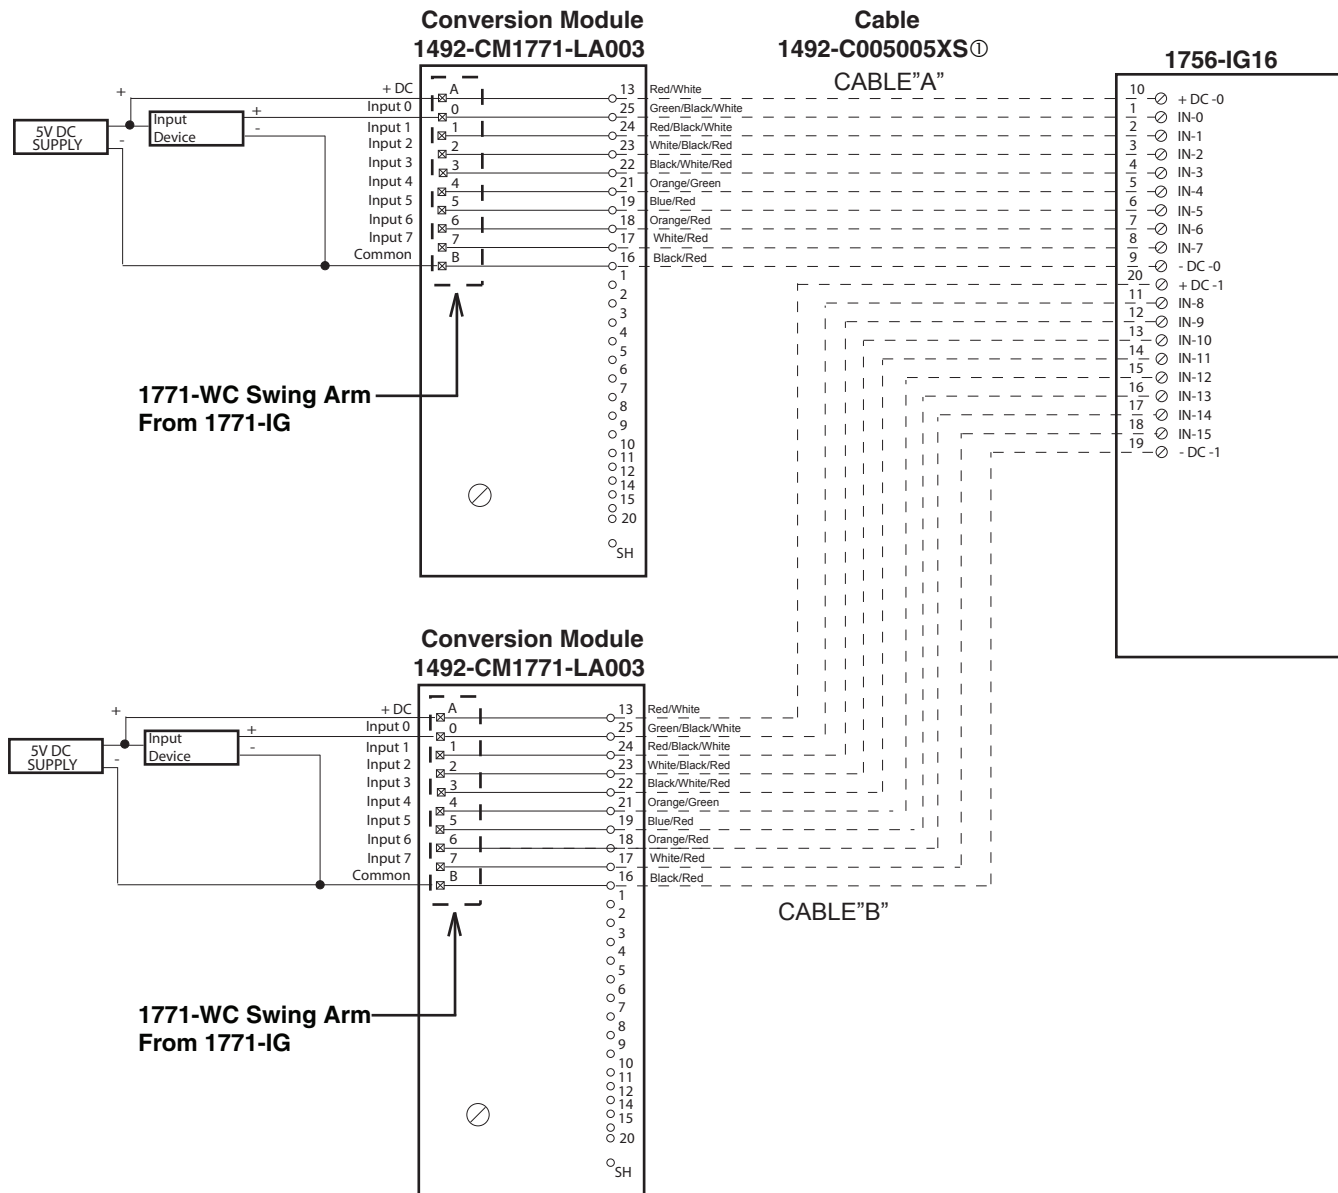 Conversion Module
1492-CM1771-LA003
Cable
1492-C005005XS①
CABLE"A"
1756-IG16
+ DC A 13 Red/White 10 + DC -0
Input 0 0 25 Green/Black/White 1 IN-0
Input 1 1 24 Red/Black/White 2 IN-1
Input 2 2 23 White/Black/Red 3 IN-2
Input 3 3 22 Black/White/Red 4 IN-3
Input 4 4 21 Orange/Green 5 IN-4
Input 5 5 19 Blue/Red 6 IN-5
Input 6 6 18 Orange/Red 7 IN-6
Input 7 7 17 White/Red 8 IN-7
Common B 16 Black/Red 9 - DC -0
+
5V DC
SUPPLY
-
Input
Device
+
-
20 + DC -1
11 IN-8
12 IN-9
13 IN-10
14 IN-11
15 IN-12
16 IN-13
17 IN-14
18 IN-15
19 - DC -1
1
2
3
4
5
6
7
8
9
10
11
12
14
15
20
SH
1771-WC Swing Arm
From 1771-IG
Conversion Module
1492-CM1771-LA003
+ DC A 13 Red/White
Input 0 0 25 Green/Black/White
Input 1 1 24 Red/Black/White
Input 2 2 23 White/Black/Red
Input 3 3 22 Black/White/Red
Input 4 4 21 Orange/Green
Input 5 5 19 Blue/Red
Input 6 6 18 Orange/Red
Input 7 7 17 White/Red
Common B 16 Black/Red
+
5V DC
SUPPLY
-
Input
Device
+
-
CABLE"B"
1
2
3
4
5
6
7
8
9
10
11
12
14
15
20
SH
1771-WC Swing Arm
From 1771-IG